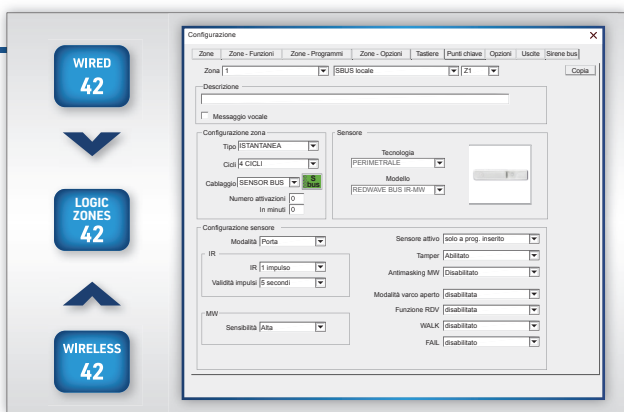 WIRED
42
LOGIC
ZONES
42
WIRELESS
42
Configurazione
Zone Zone - Funzioni Zone - Programmi Zone - Opzioni Tastiere Punti chiave Opzioni Uscite Sirene bus
Zona 1 SBUS locale Z1 Copia
Descrizione
Messaggio vocale
Configurazione zona
Tipo ISTANTANEA
Cicli 4 CICLI
Cablaggio SENSOR BUS S bus
Numero attivazioni 0
In minuti 0
Sensore
Tecnologia
PERIMETRALE
Modello
REDWAVE BUS IR-MW
Configurazione sensore
Modalità Porta
IR
IR 1 impulso
Validità impulsi 5 secondi
MW
Sensibilità Alta
Sensore attivo solo a prog. inserito
Tamper Abilitato
Antimasking MW Disabilitato
Modalità varco aperto disabilitata
Funzione RDV disabilitata
WALK disabilitato
FAIL disabilitato